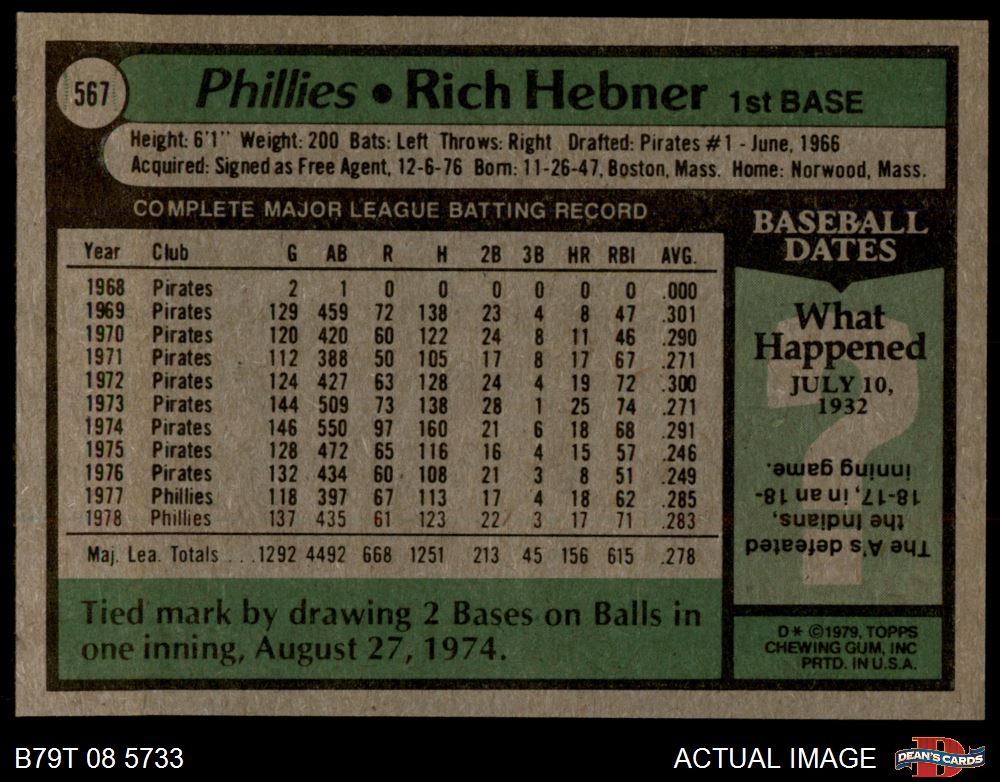 567
Phillies • Rich Hebner 1st BASE
Height: 6'1" Weight: 200 Bats: Left Throws: Right Drafted: Pirates #1 - June, 1966
Acquired: Signed as Free Agent, 12-6-76 Born: 11-26-47, Boston, Mass. Home: Norwood, Mass.
COMPLETE MAJOR LEAGUE BATTING RECORD
Year Club G AB R H 2B 3B HR RBI AVG.
1968 Pirates 2 1 0 0 0 0 0 0 .000
1969 Pirates 129 459 72 138 23 4 8 47 .301
1970 Pirates 120 420 60 122 24 8 11 46 .290
1971 Pirates 112 388 50 105 17 8 17 67 .271
1972 Pirates 124 427 63 128 24 4 19 72 .300
1973 Pirates 144 509 73 138 28 1 25 74 .271
1974 Pirates 146 550 97 160 21 6 18 68 .291
1975 Pirates 128 472 65 116 16 4 15 57 .246
1976 Pirates 132 434 60 108 21 3 8 51 .249
1977 Phillies 118 397 67 113 17 4 18 62 .285
1978 Phillies 137 435 61 123 22 3 17 71 .283
Maj. Lea. Totals . . . 1292 4492 668 1251 213 45 156 615 .278
Tied mark by drawing 2 Bases on Balls in
one inning, August 27, 1974.
BASEBALL
DATES
What
Happened
JULY 10,
1932
?
The A's defeated
the Indians,
18-17, in an 18-
inning game.
D* ©1979, TOPPS
CHEWING GUM, INC
PRTD. IN U.S.A.
B79T 08 5733
ACTUAL IMAGE
D
DEAN'S CARDS